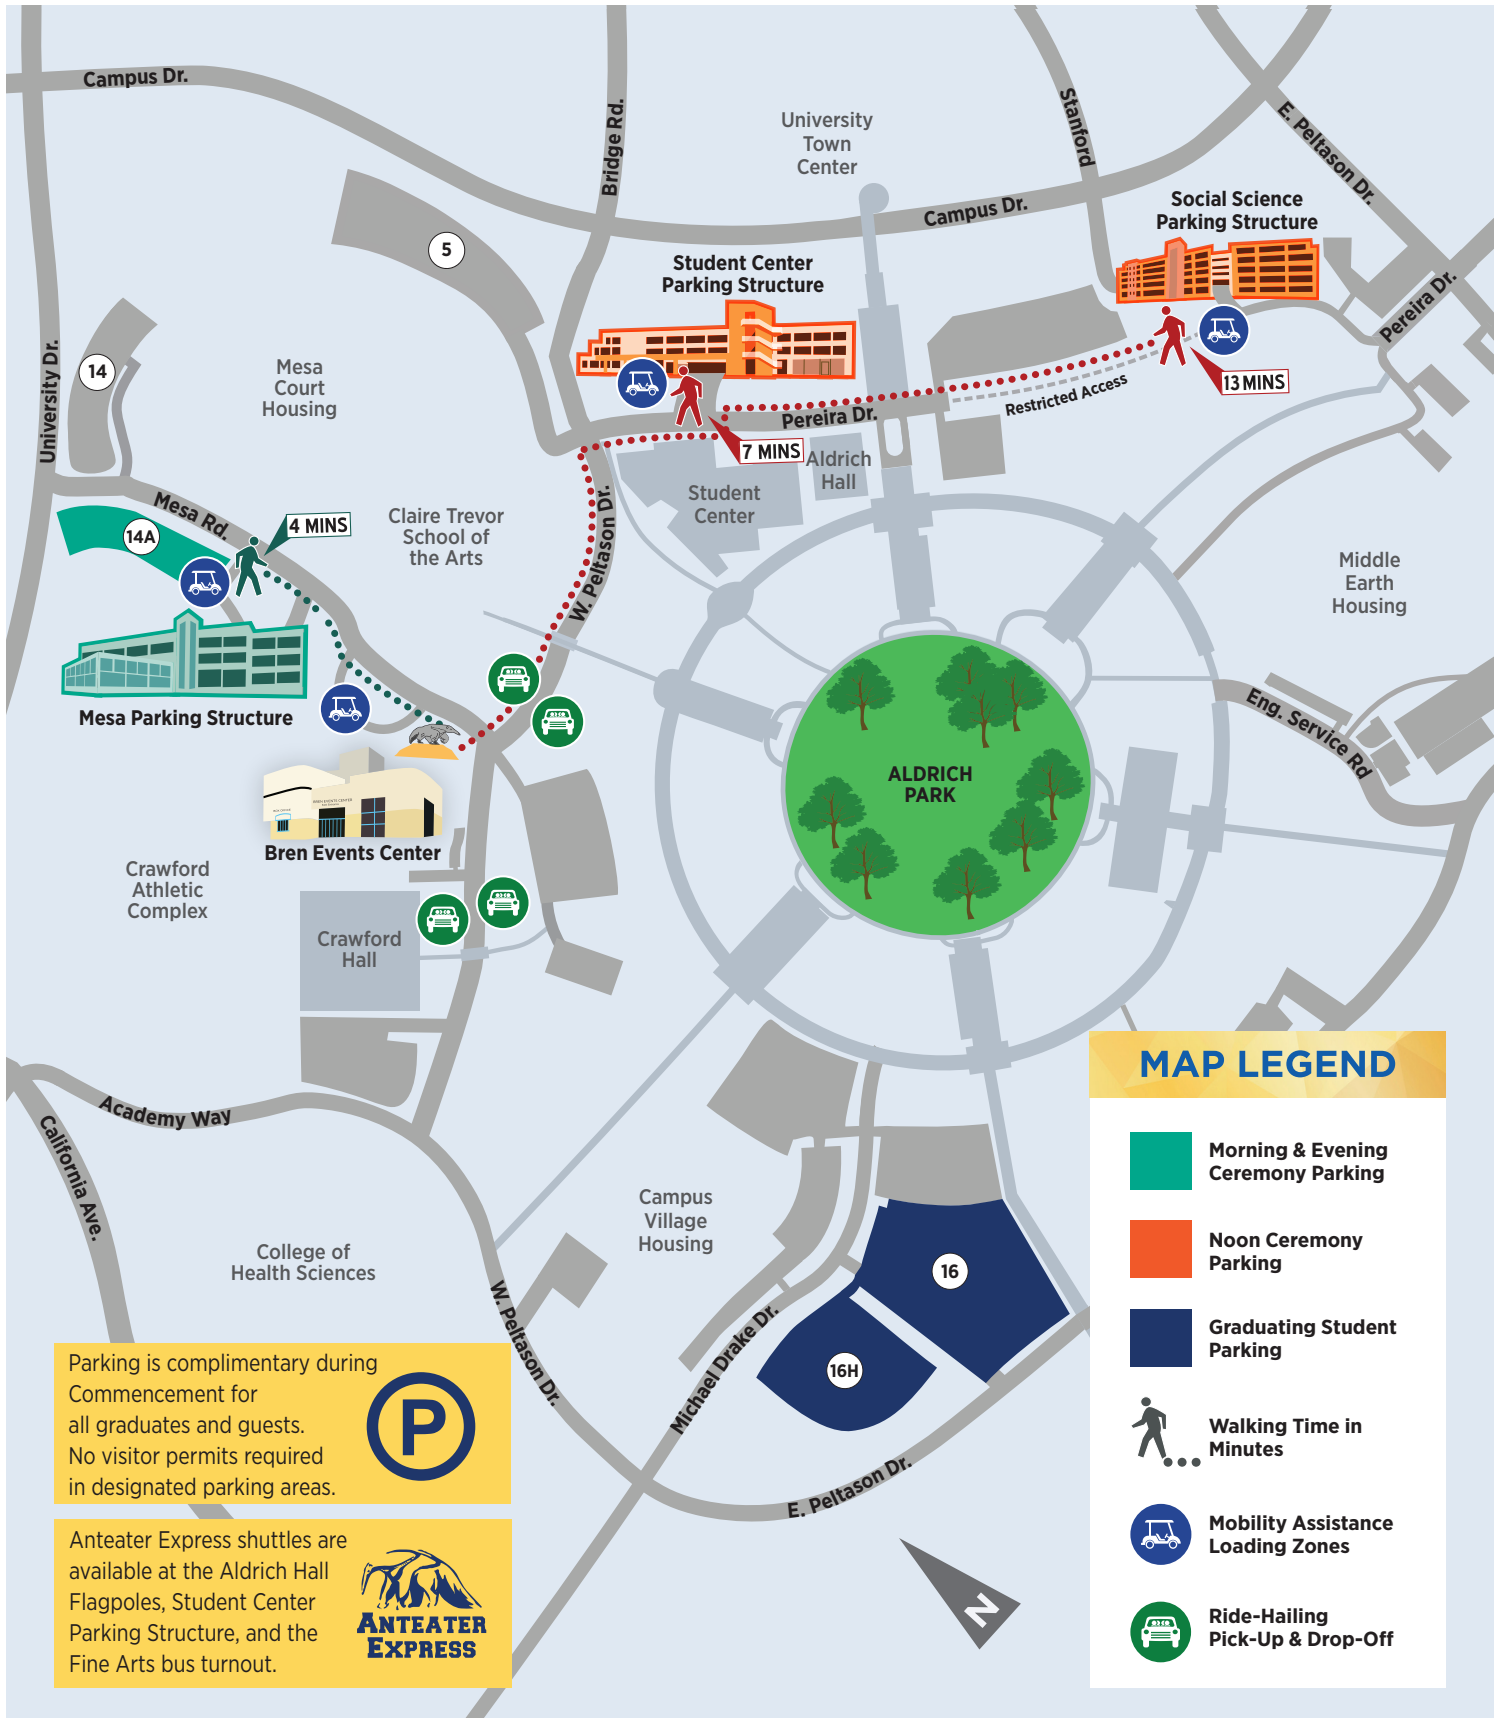 Campus Dr.
Bridge Rd.
University
Town
Center
Stanford
E. Peltason Dr.
Campus Dr.
Social Science
Parking Structure
5
Student Center
Parking Structure
Pereira Dr.
University Dr.
14
Mesa
Court
Housing
13 MINS
Restricted Access
Pereira Dr.
7 MINS
Aldrich
Hall
Student
Center
Mesa Rd.
14A
4 MINS
Claire Trevor
School of
the Arts
W. Peltason Dr.
Middle
Earth
Housing
Mesa Parking Structure
Eng. Service Rd
ALDRICH
PARK
BREN EVENTS CENTER
Bren Events Center
Crawford
Athletic
Complex
Crawford
Hall
Academy Way
California Ave.
College of
Health Sciences
Campus
Village
Housing
W. Peltason Dr.
16
16H
Michael Drake Dr.
E. Peltason Dr.
Parking is complimentary during
Commencement for
all graduates and guests.
No visitor permits required
in designated parking areas.
P
Anteater Express shuttles are
available at the Aldrich Hall
Flagpoles, Student Center
Parking Structure, and the
Fine Arts bus turnout.
ANTEATER
EXPRESS
N
MAP LEGEND
Morning & Evening
Ceremony Parking
Noon Ceremony
Parking
Graduating Student
Parking
Walking Time in
Minutes
Mobility Assistance
Loading Zones
Ride-Hailing
Pick-Up & Drop-Off